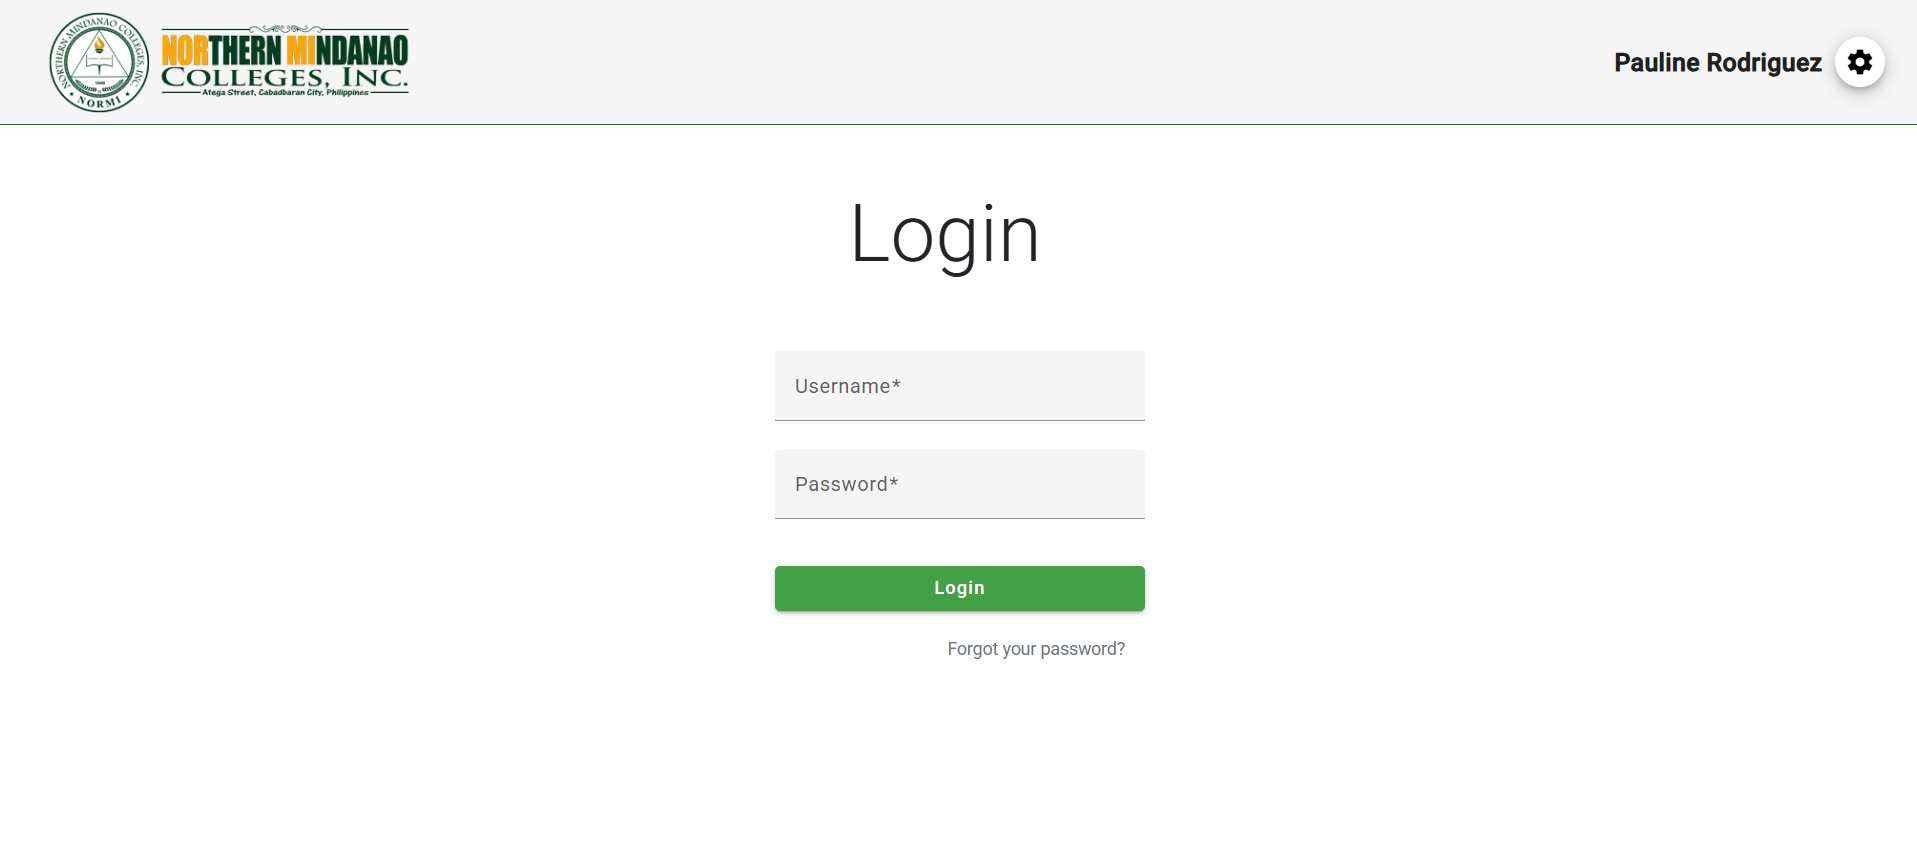 NORTHERN MINDANAO COLLEGES, INC.
NORMI
NORTHERN MINDANAO
COLLEGES, INC.
Atega Street, Cabadbaran City, Philippines
Pauline Rodriguez
Login
Username*
Password*
Login
Forgot your password?